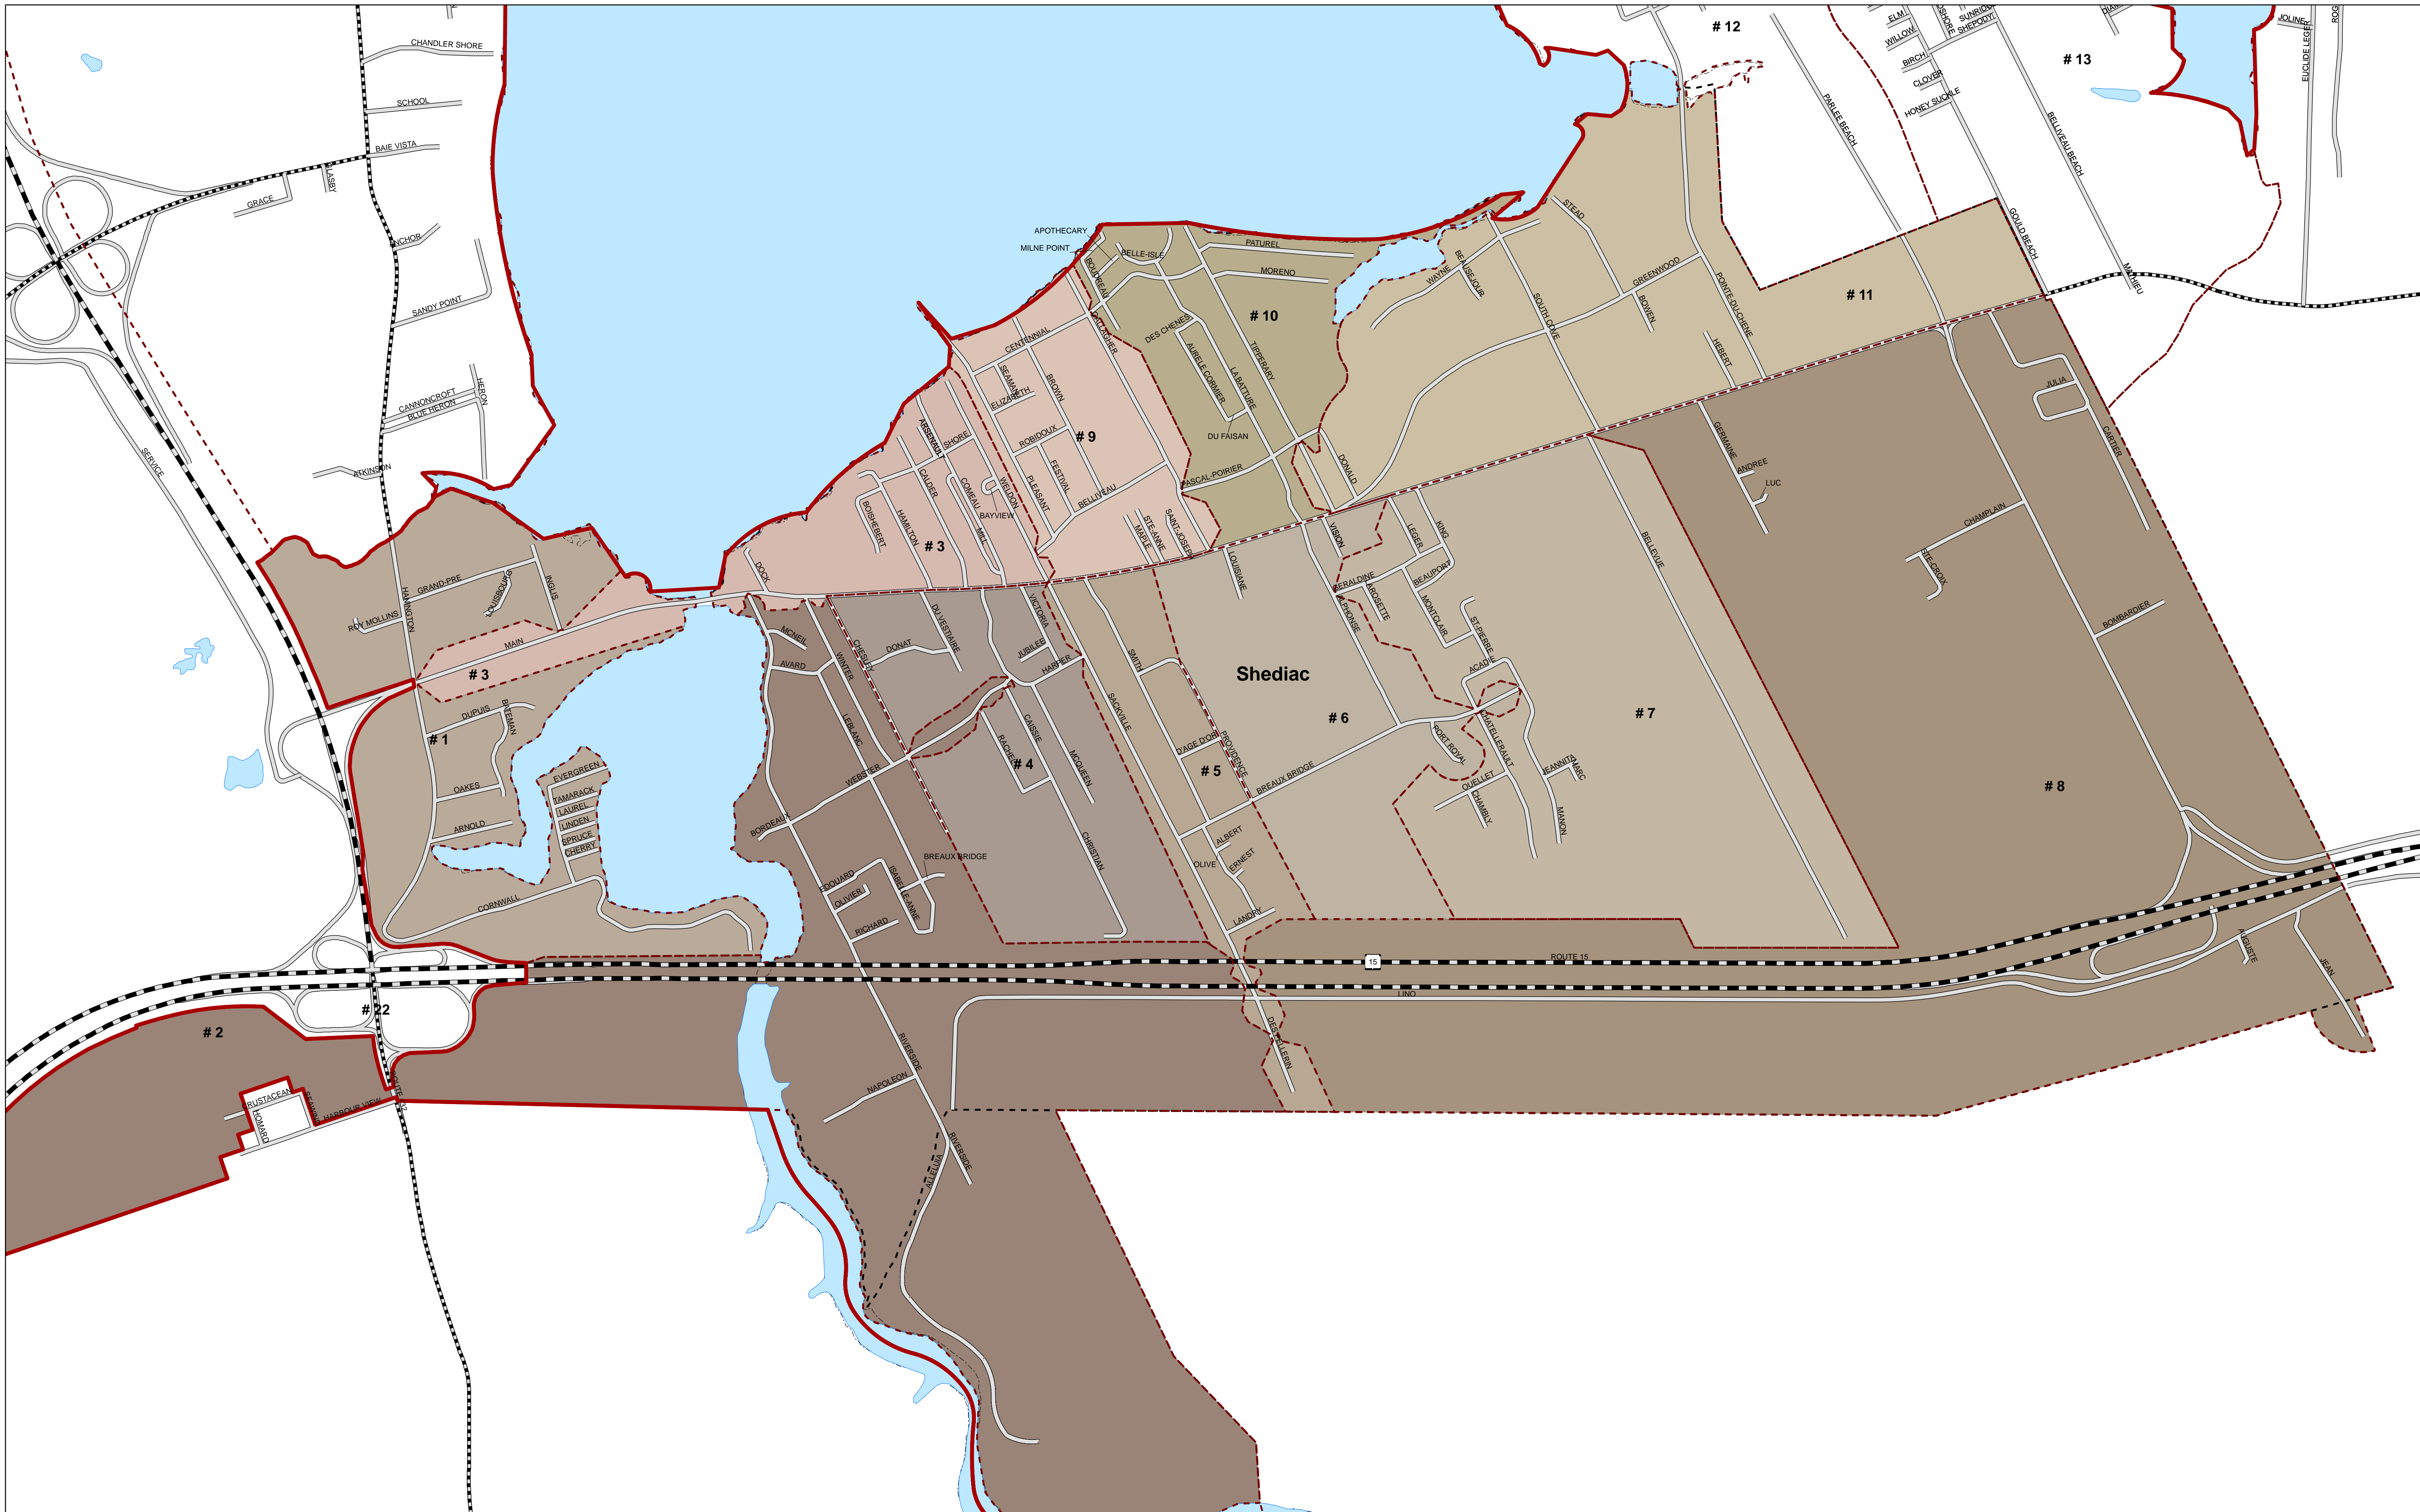 CHANDLER SHORE
SCHOOL
BAIE VISTA
GRACE
SANDY POINT
CANNONCROFT
BLUE HERON
HERON
ATKINSON
SERVICE
# 12
# 13
ELM
WILLOW
BIRCH
CLOVER
HONEY SUCKLE
SHEPODY
PARLEE BEACH
BELLIVEAU BEACH
GOULD BEACH
MATHIEU
JOLINE
EUCLIDE LEGER
APOTHECARY
MILNE POINT
BOUDREAU
BELLE-ISLE
PATUREL
MORENO
# 10
DES CHENES
AURELE CORMIER
LA BATTURE
TIPPERARY
DU FAISAN
PASCAL-POIRIER
DONALD
STEAD
BEAUSEJOUR
WAYNE
SOUTH COVE
GREENWOOD
BOWEN
POINTE-DU-CHENE
HEBERT
# 11
CENTENNIAL
GALLAGHER
SEAMAN
ELIZABETH
BROWN
ROBIDOUX
# 9
FESTIVAL
PLEASANT
BELLIVEAU
MAPLE
STE-ANNE
SAINT-JOSEPH
ARSENAULT
SHORE
CALDER
COMEAU
WELDON
BAYVIEW
MILL
BOISHEBERT
HAMILTON
# 3
DOCK
GRAND-PRE
LOUISBOURG
INGLIS
HANINGTON
ROY MOLLINS
MAIN
# 3
# 1
DUPUIS
BATEMAN
OAKES
ARNOLD
EVERGREEN
TAMARACK
LAUREL
LINDEN
SPRUCE
CHERRY
CORNWALL
MCNEIL
AVARD
WINTER
CHESLEY
DONAT
DU VESTIAIRE
VICTORIA
JUBILEE
HARPER
LEBLANC
WEBSTER
BORDEAUX
RACHEL
CAISSIE
# 4
MCQUEEN
CHRISTIAN
SACKVILLE
SMITH
D'AGE D'OR
# 5
PROVIDENCE
BREAUX BRIDGE
ALBERT
OLIVE
ERNEST
LANDRY
LOUISIANE
VISION
LEGER
KING
GERALDINE
LAROSETTE
BEAUPORT
ALPHONSE
MONTCLAIR
ST-PIERRE
ACADIE
Shediac
# 6
# 7
PORT ROYAL
CHATELLERAULT
OUELLET
CHAMBLY
JEANNITA
MARC
MANON
BELLEVUE
GERMAINE
ANDREE
LUC
JULIA
CARTIER
CHAMPLAIN
STE-CROIX
BOMBARDIER
# 8
EDOUARD
OLIVIER
RICHARD
ISABELLE-ANNE
BREAUX BRIDGE
15
ROUTE 15
LINO
AUGUSTE
JEAN
DES PELLERIN
# 22
# 2
CRUSTACEAN
HOMARD
HARBOUR VIEW
NAPOLEON
RIVERSIDE
RIVERSIDE
ALLELUIA